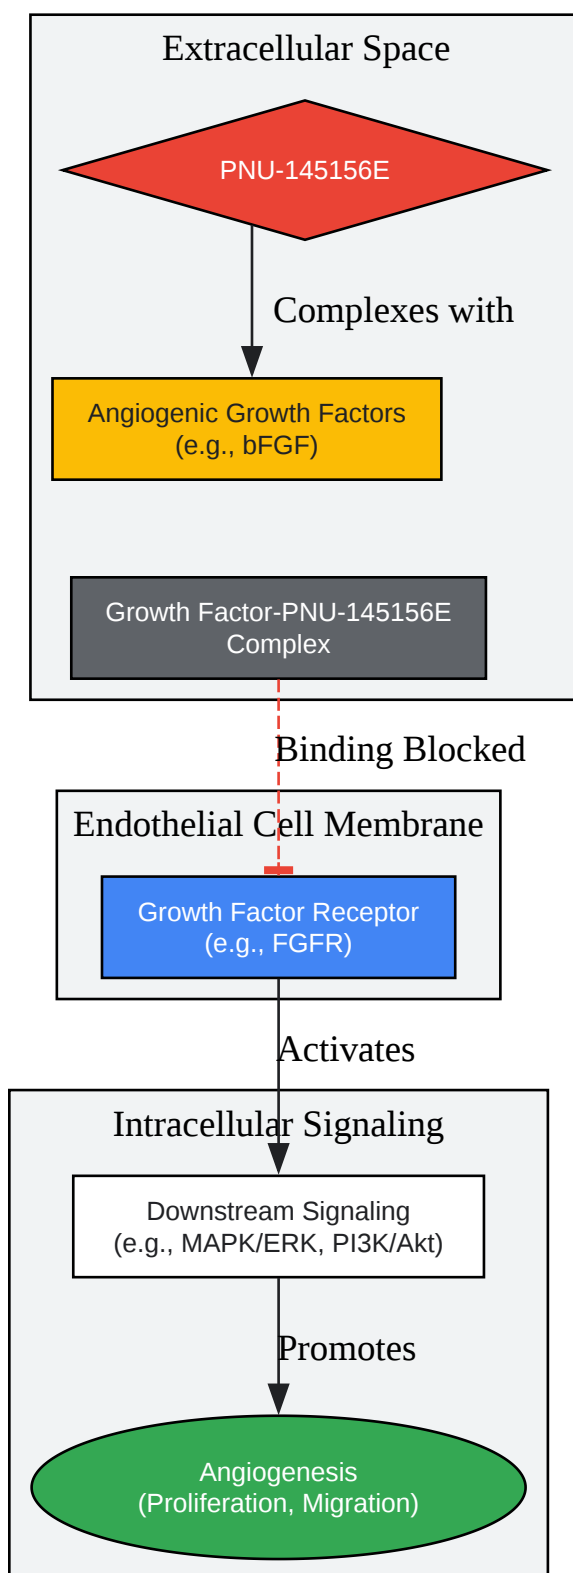 Extracellular Space
PNU-145156E
Complexes with
Angiogenic Growth Factors
(e.g., bFGF)
Growth Factor-PNU-145156E
Complex
Binding Blocked
Endothelial Cell Membrane
Growth Factor Receptor
(e.g., FGFR)
Activates
Intracellular Signaling
Downstream Signaling
(e.g., MAPK/ERK, PI3K/Akt)
Promotes
Angiogenesis
(Proliferation, Migration)